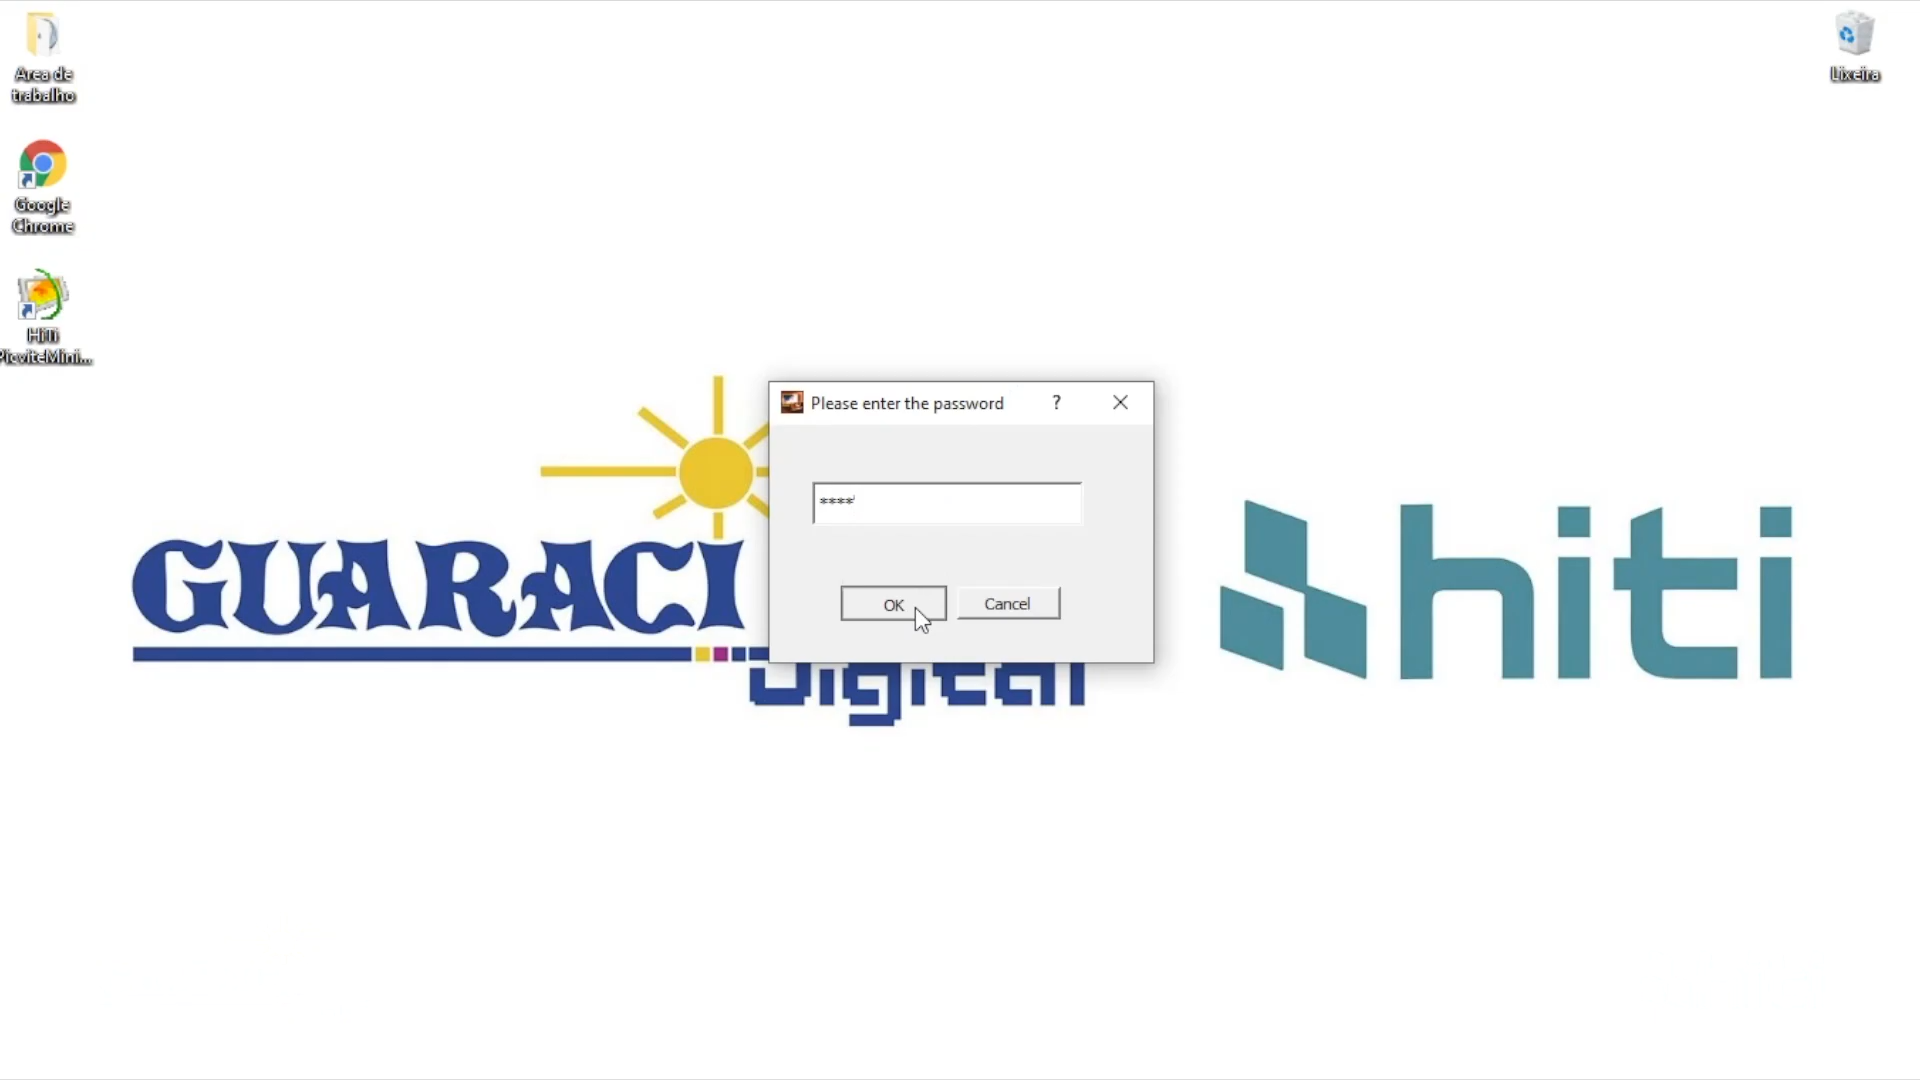 Área de
trabalho
Google
Chrome
HiTi
PicviteMini...
Lixeira
Please enter the password
?
****
OK
Cancel
GUARACI
Digital
hiti